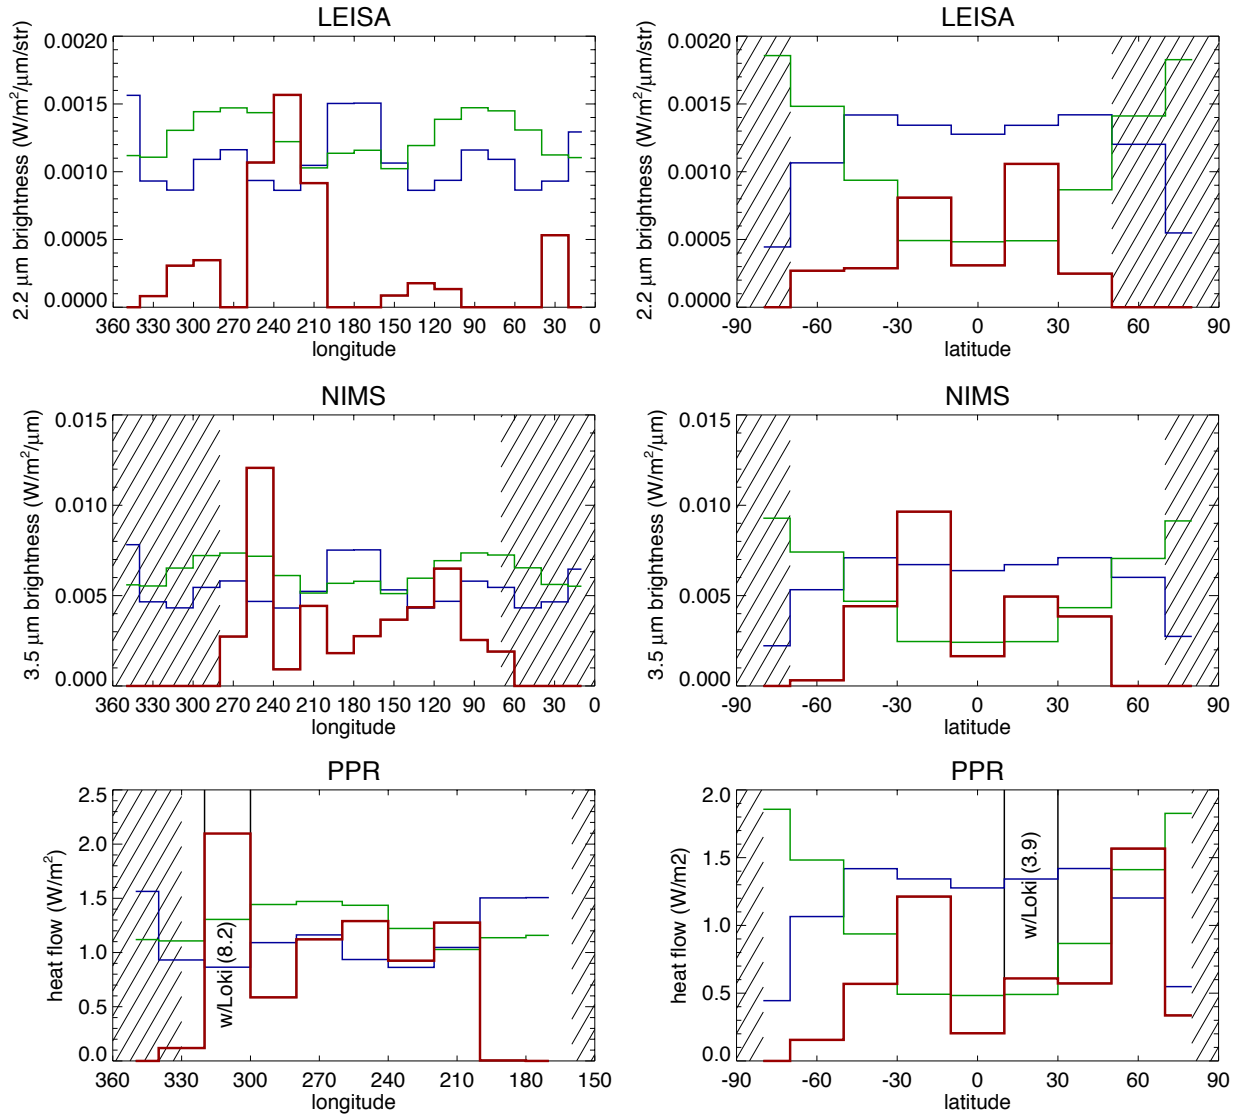 LEISA
2.2 μm brightness (W/m²/μm/str)
0.0020
0.0015
0.0010
0.0005
0.0000
360 330 300 270 240 210 180 150 120 90 60 30 0
longitude
LEISA
2.2 μm brightness (W/m²/μm/str)
0.0020
0.0015
0.0010
0.0005
0.0000
-90 -60 -30 0 30 60 90
latitude
NIMS
3.5 μm brightness (W/m²/μm)
0.015
0.010
0.005
0.000
360 330 300 270 240 210 180 150 120 90 60 30 0
longitude
NIMS
3.5 μm brightness (W/m²/μm)
0.015
0.010
0.005
0.000
-90 -60 -30 0 30 60 90
latitude
PPR
heat flow (W/m²)
2.5
2.0
1.5
1.0
0.5
0.0
w/Loki (8.2)
360 330 300 270 240 210 180 150
longitude
PPR
heat flow (W/m2)
2.0
1.5
1.0
0.5
0.0
w/Loki (3.9)
-90 -60 -30 0 30 60 90
latitude